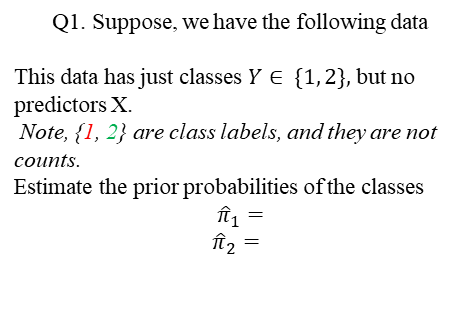 Q1. Suppose, we have the following data
This data has just classes Y ∈ {1,2}, but no
predictors X.
Note, {1, 2} are class labels, and they are not
counts.
Estimate the prior probabilities of the classes
π̂₁ =
π̂₂ =